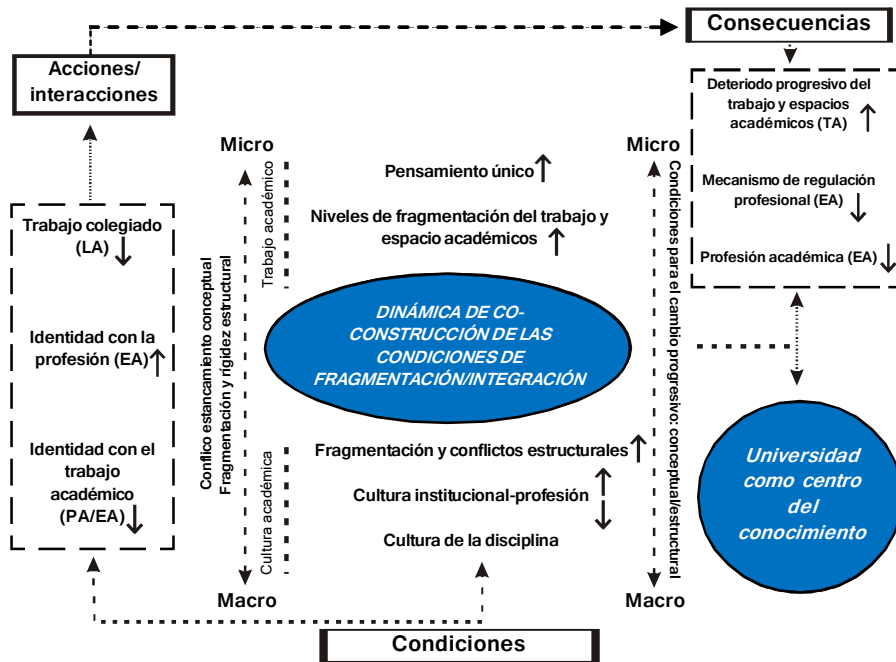 Consecuencias
Acciones/
interacciones
Deteriodo progresivo del
trabajo y espacios
académicos (TA)
Mecanismo de regulación
profesional (EA)
Profesión académica (EA)
Trabajo colegiado
(LA)
Identidad con la
profesión (EA)
Identidad con el
trabajo
académico
(PA/EA)
Conflico estancamiento conceptual
Fragmentación y rigidez estructural
Micro
Trabajo académico
Cultura académica
Macro
Pensamiento único
Niveles de fragmentación del trabajo y
espacio académicos
DINÁMICA DE CO-
CONSTRUCCIÓN DE LAS
CONDICIONES DE
FRAGMENTACIÓN/INTEGRACIÓN
Fragmentación y conflictos estructurales
Cultura institucional-profesión
Cultura de la disciplina
Micro
Condiciones para el cambio progresivo: conceptual/estructural
Macro
Universidad
como centro
del
conocimiento
Condiciones